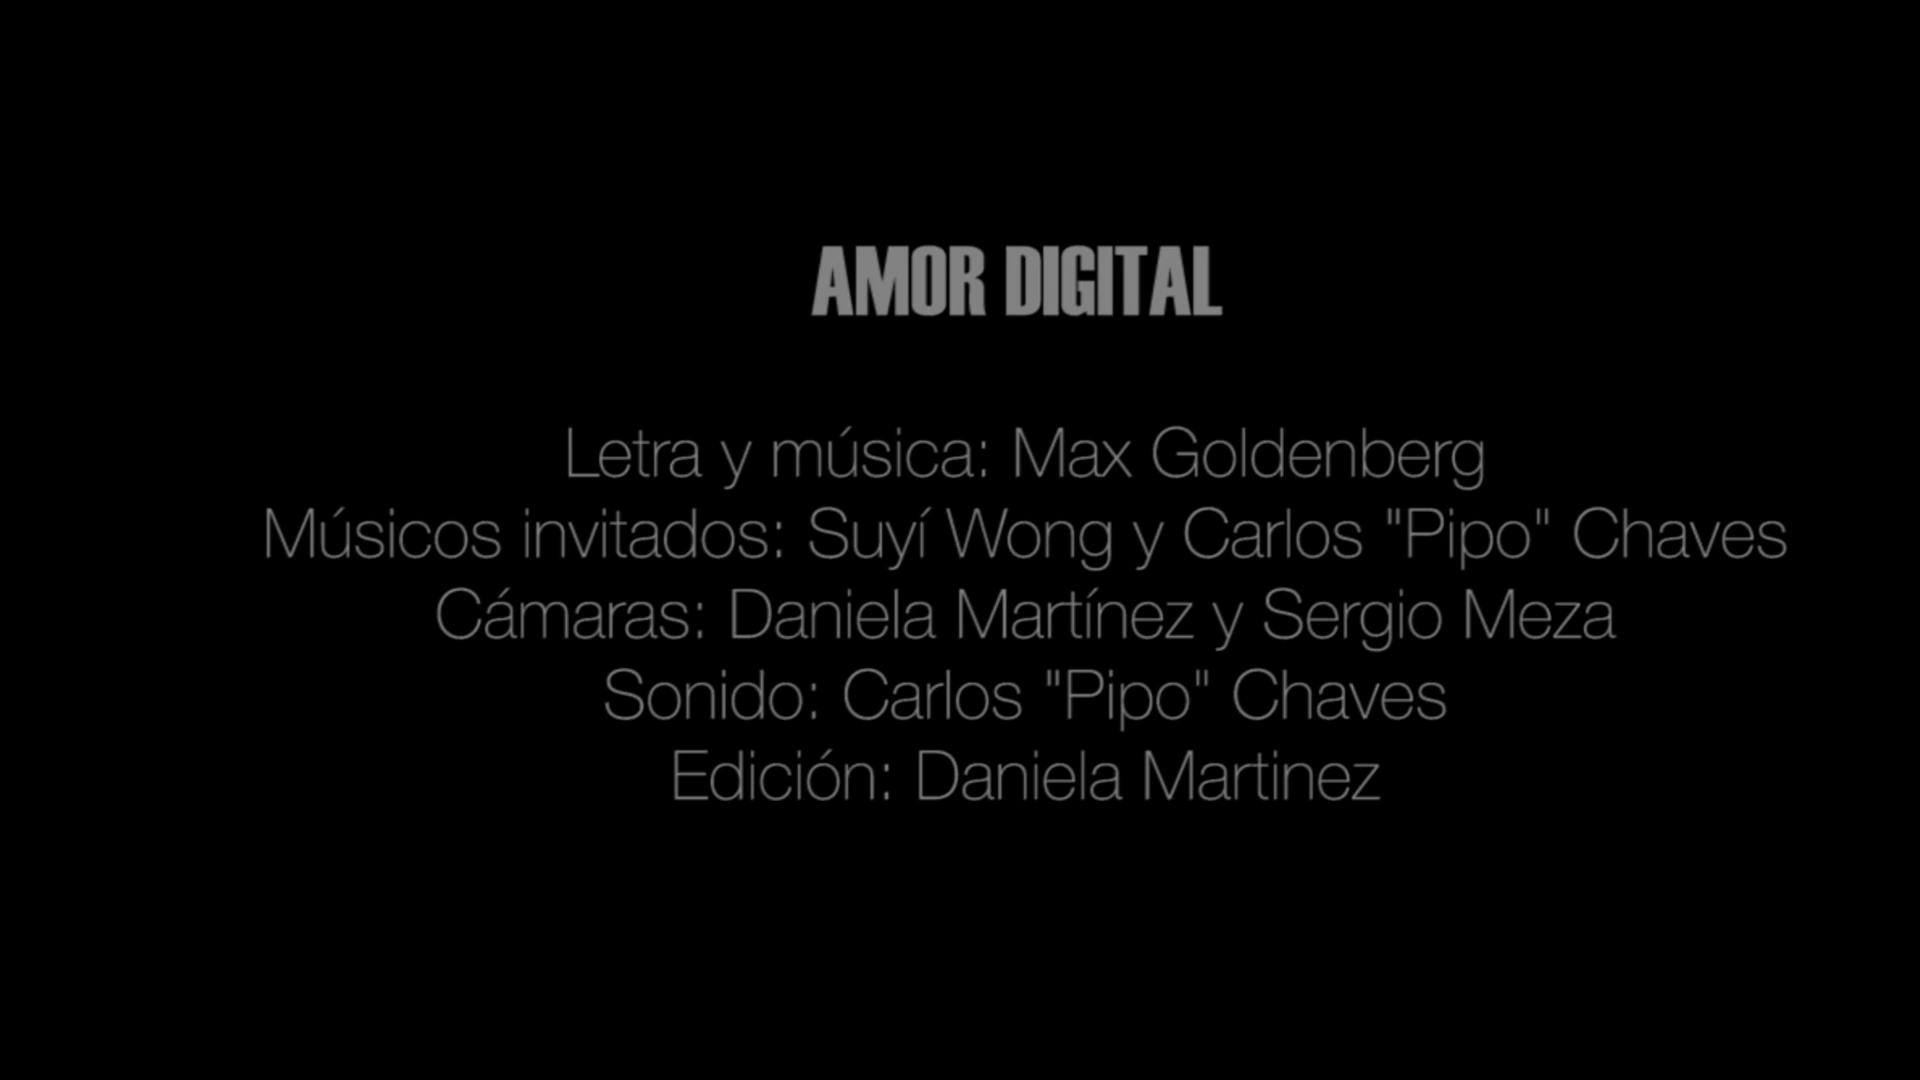 AMOR DIGITAL
Letra y música: Max Goldenberg
Músicos invitados: Suyí Wong y Carlos "Pipo" Chaves
Cámaras: Daniela Martínez y Sergio Meza
Sonido: Carlos "Pipo" Chaves
Edición: Daniela Martinez